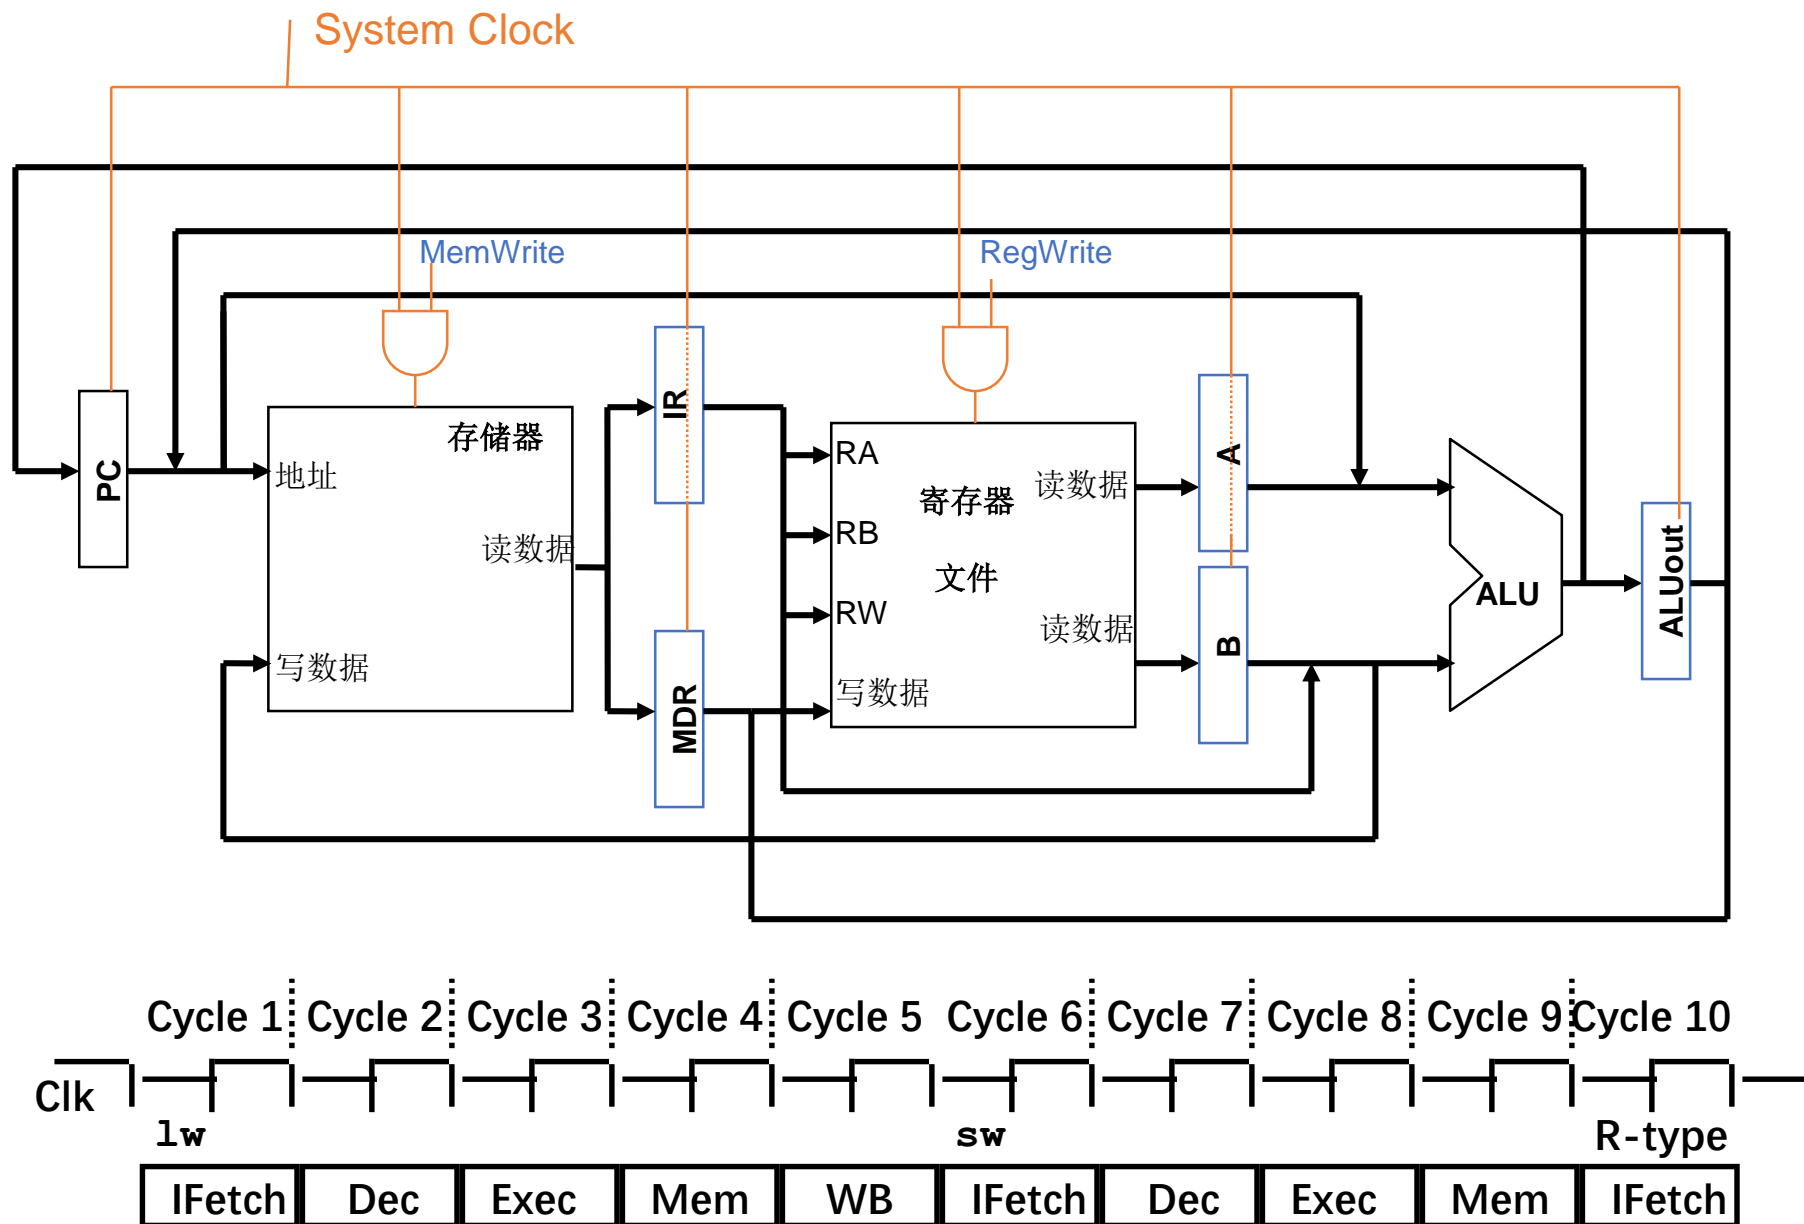 System Clock
MemWrite
RegWrite
PC
存储器
地址
读数据
写数据
IR
MDR
RA
RB
RW
写数据
寄存器
文件
读数据
读数据
A
B
ALU
ALUout
Cycle 1 Cycle 2 Cycle 3 Cycle 4 Cycle 5 Cycle 6 Cycle 7 Cycle 8 Cycle 9 Cycle 10
Clk
lw sw R-type
IFetch Dec Exec Mem WB IFetch Dec Exec Mem IFetch